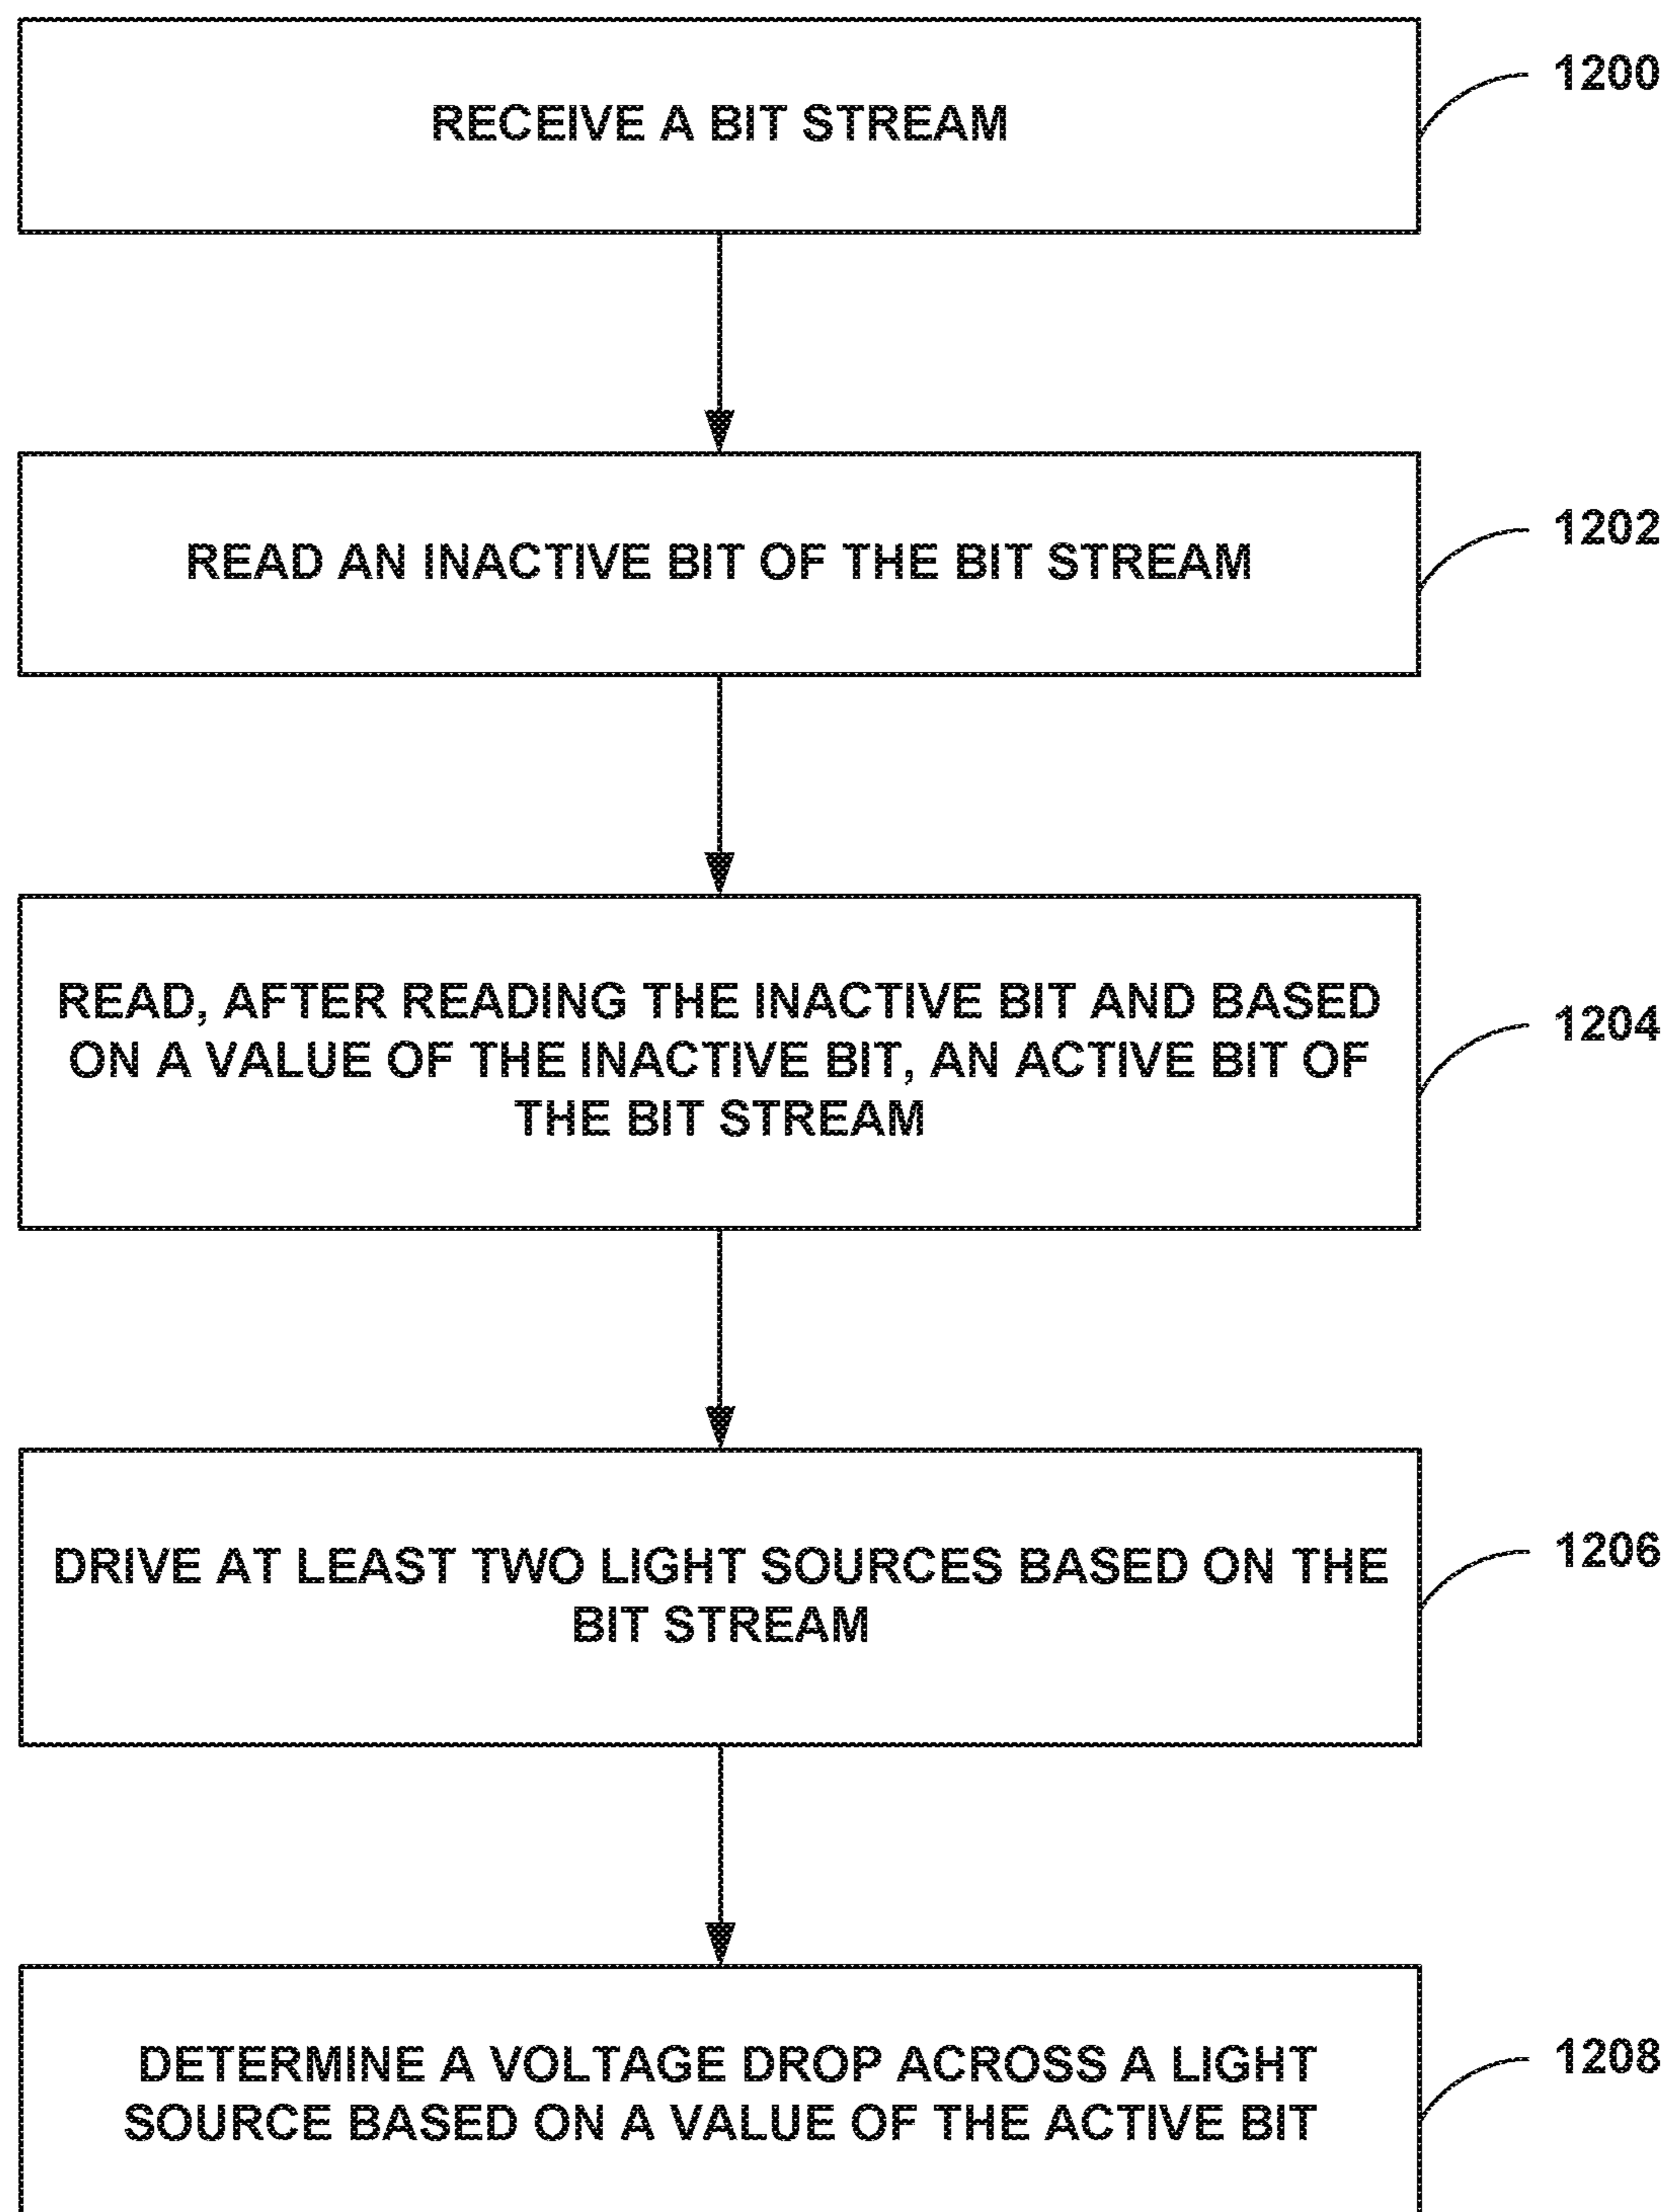 RECEIVE A BIT STREAM
1200
READ AN INACTIVE BIT OF THE BIT STREAM
1202
READ, AFTER READING THE INACTIVE BIT AND BASED
ON A VALUE OF THE INACTIVE BIT, AN ACTIVE BIT OF
THE BIT STREAM
1204
DRIVE AT LEAST TWO LIGHT SOURCES BASED ON THE
BIT STREAM
1206
DETERMINE A VOLTAGE DROP ACROSS A LIGHT
SOURCE BASED ON A VALUE OF THE ACTIVE BIT
1208